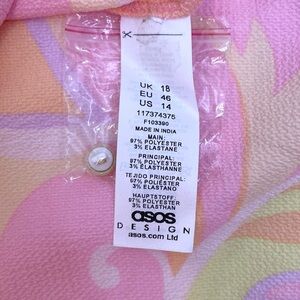 UK 18
EU 46
US 14
117374375
F103390
MADE IN INDIA
MAIN:
97% POLYESTER
3% ELASTANE
PRINCIPAL:
97% POLYESTER
3% ELASTHANNE
TEJIDO PRINCIPAL:
97% POLIÉSTER
3% ELASTANO
HAUPTSTOFF:
97% POLYESTER
3% ELASTHAN
asos
DESIGN
asos.com Ltd